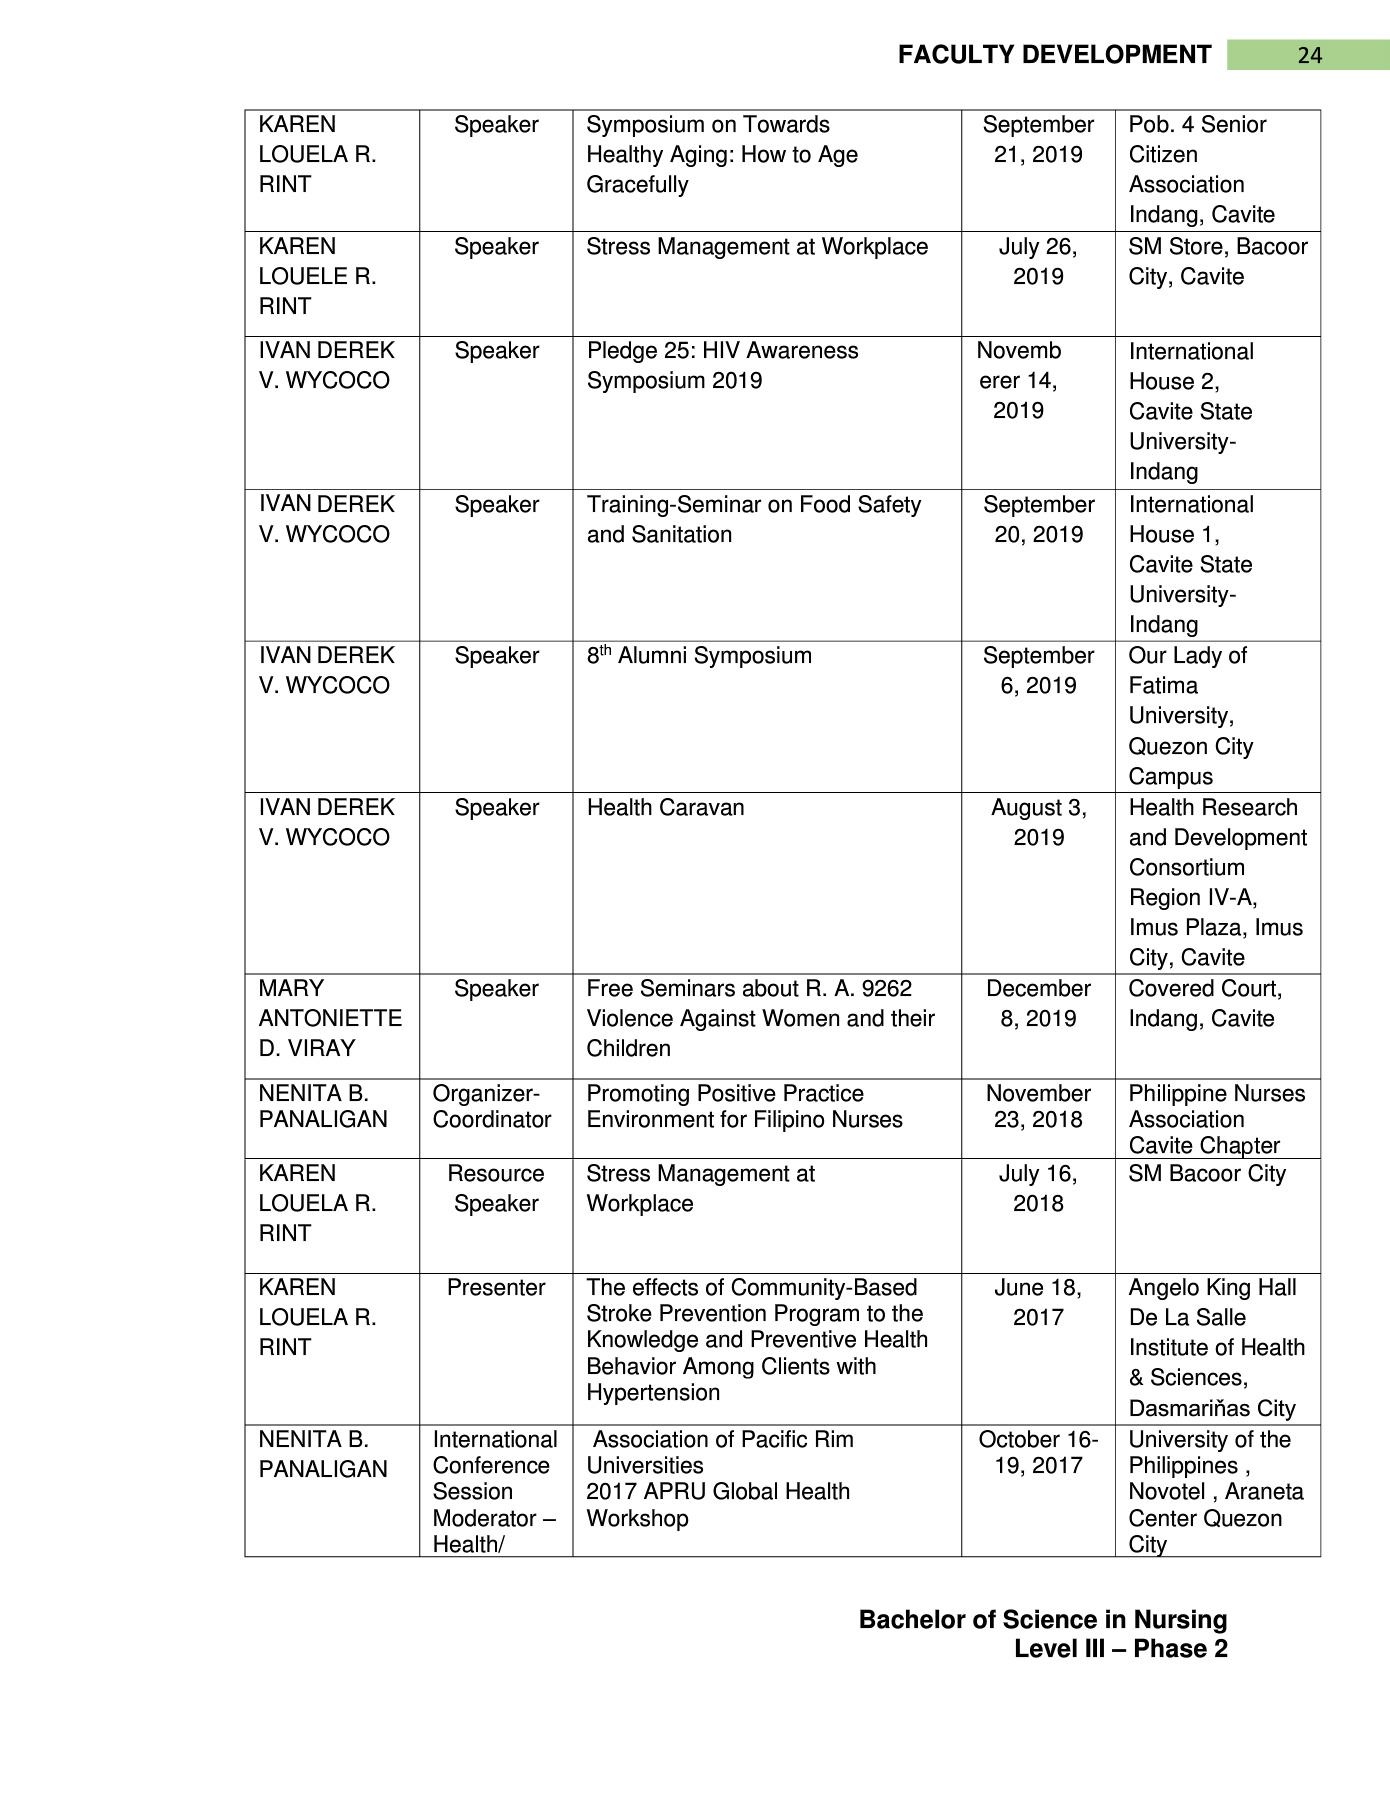 FACULTY DEVELOPMENT 24
KAREN
LOUELA R.
RINT
Speaker
Symposium on Towards
Healthy Aging: How to Age
Gracefully
September
21, 2019
Pob. 4 Senior
Citizen
Association
Indang, Cavite
KAREN
LOUELE R.
RINT
Speaker
Stress Management at Workplace
July 26,
2019
SM Store, Bacoor
City, Cavite
IVAN DEREK
V. WYCOCO
Speaker
Pledge 25: HIV Awareness
Symposium 2019
Novemb
erer 14,
2019
International
House 2,
Cavite State
University-
Indang
IVAN DEREK
V. WYCOCO
Speaker
Training-Seminar on Food Safety
and Sanitation
September
20, 2019
International
House 1,
Cavite State
University-
Indang
IVAN DEREK
V. WYCOCO
Speaker
8th Alumni Symposium
September
6, 2019
Our Lady of
Fatima
University,
Quezon City
Campus
IVAN DEREK
V. WYCOCO
Speaker
Health Caravan
August 3,
2019
Health Research
and Development
Consortium
Region IV-A,
Imus Plaza, Imus
City, Cavite
MARY
ANTONIETTE
D. VIRAY
Speaker
Free Seminars about R. A. 9262
Violence Against Women and their
Children
December
8, 2019
Covered Court,
Indang, Cavite
NENITA B.
PANALIGAN
Organizer-
Coordinator
Promoting Positive Practice
Environment for Filipino Nurses
November
23, 2018
Philippine Nurses
Association
Cavite Chapter
KAREN
LOUELA R.
RINT
Resource
Speaker
Stress Management at
Workplace
July 16,
2018
SM Bacoor City
KAREN
LOUELA R.
RINT
Presenter
The effects of Community-Based
Stroke Prevention Program to the
Knowledge and Preventive Health
Behavior Among Clients with
Hypertension
June 18,
2017
Angelo King Hall
De La Salle
Institute of Health
& Sciences,
Dasmariňas City
NENITA B.
PANALIGAN
International
Conference
Session
Moderator –
Health/
Association of Pacific Rim
Universities
2017 APRU Global Health
Workshop
October 16-
19, 2017
University of the
Philippines ,
Novotel , Araneta
Center Quezon
City
Bachelor of Science in Nursing
Level III – Phase 2